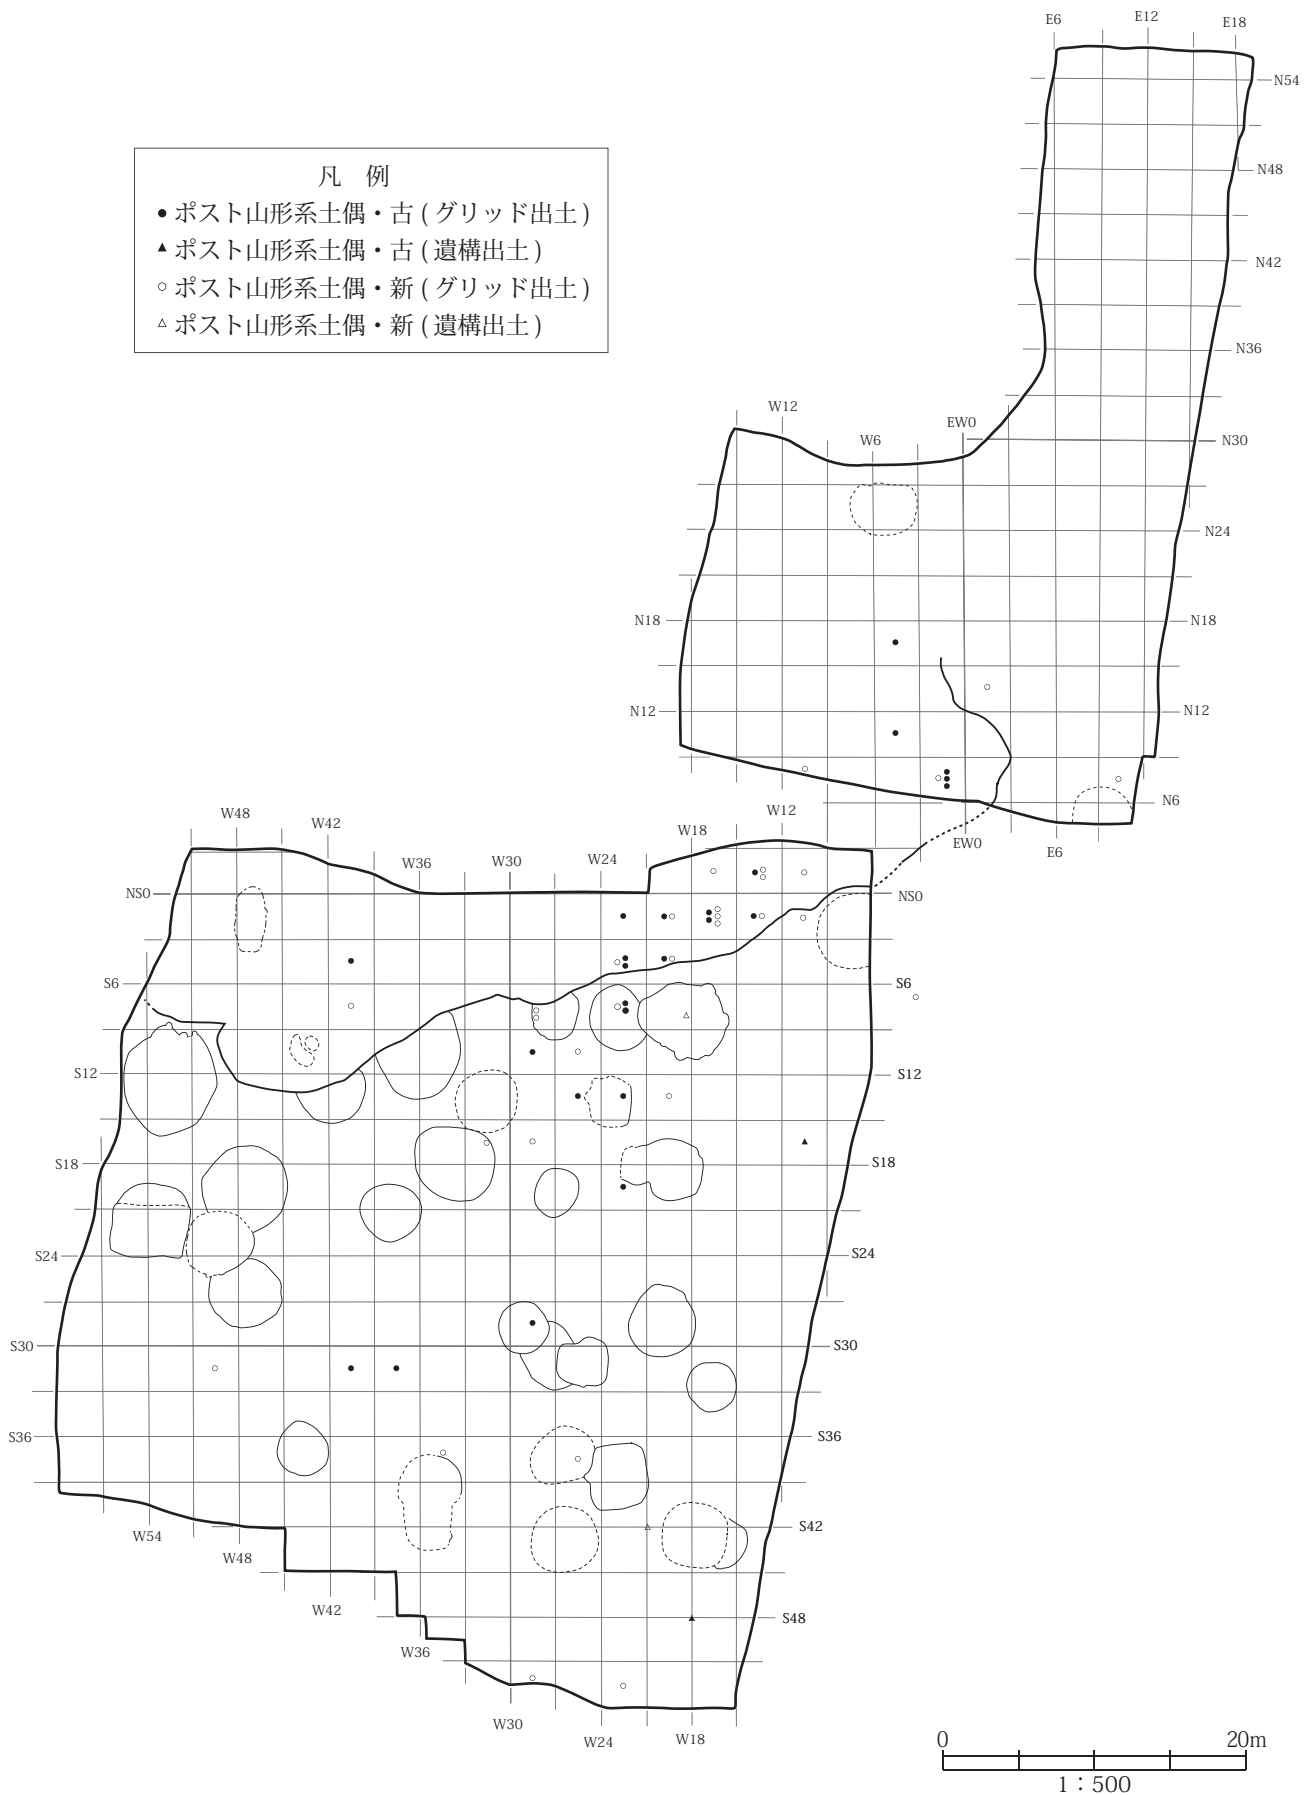 E6
E12
E18
N54
N48
N42
N36
N30
N24
N18
N12
N6
凡 例
●ポスト山形系土偶・古(グリッド出土)
▲ポスト山形系土偶・古(遺構出土)
○ポスト山形系土偶・新(グリッド出土)
△ポスト山形系土偶・新(遺構出土)
W12
W6
EW0
N18
N12
EW0
E6
W48
W42
W36
W30
W24
W18
W12
NS0
S6
S12
S18
S24
S30
S36
NS0
S6
S12
S18
S24
S30
S36
S42
S48
W54
W48
W42
W36
W30
W24
W18
0 20m
1:500